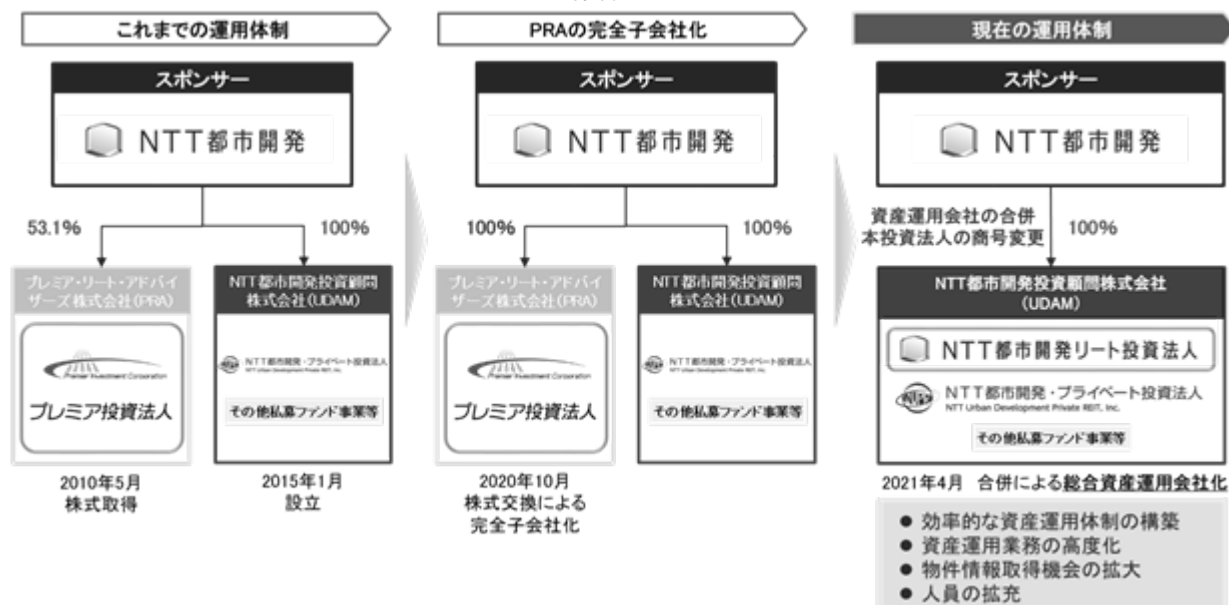 これまでの運用体制
スポンサー
NTT都市開発
53.1%
100%
プレミア・リート・アドバイ
ザーズ株式会社(PRA)
Premier Investment Corporation
プレミア投資法人
2010年5月
株式取得
NTT都市開発投資顧問
株式会社(UDAM)
NTT都市開発・プライベート投資法人
NTT Urban Development Private REIT, Inc.
その他私募ファンド事業等
2015年1月
設立
PRAの完全子会社化
スポンサー
NTT都市開発
100%
100%
プレミア・リート・アドバイ
ザーズ株式会社(PRA)
Premier Investment Corporation
プレミア投資法人
2020年10月
株式交換による
完全子会社化
NTT都市開発投資顧問
株式会社(UDAM)
NTT都市開発・プライベート投資法人
NTT Urban Development Private REIT, Inc.
その他私募ファンド事業等
現在の運用体制
スポンサー
NTT都市開発
資産運用会社の合併
本投資法人の商号変更
100%
NTT都市開発投資顧問株式会社
(UDAM)
NTT都市開発リート投資法人
NTT都市開発・プライベート投資法人
NTT Urban Development Private REIT, Inc.
その他私募ファンド事業等
2021年4月 合併による総合資産運用会社化
● 効率的な資産運用体制の構築
● 資産運用業務の高度化
● 物件情報取得機会の拡大
● 人員の拡充